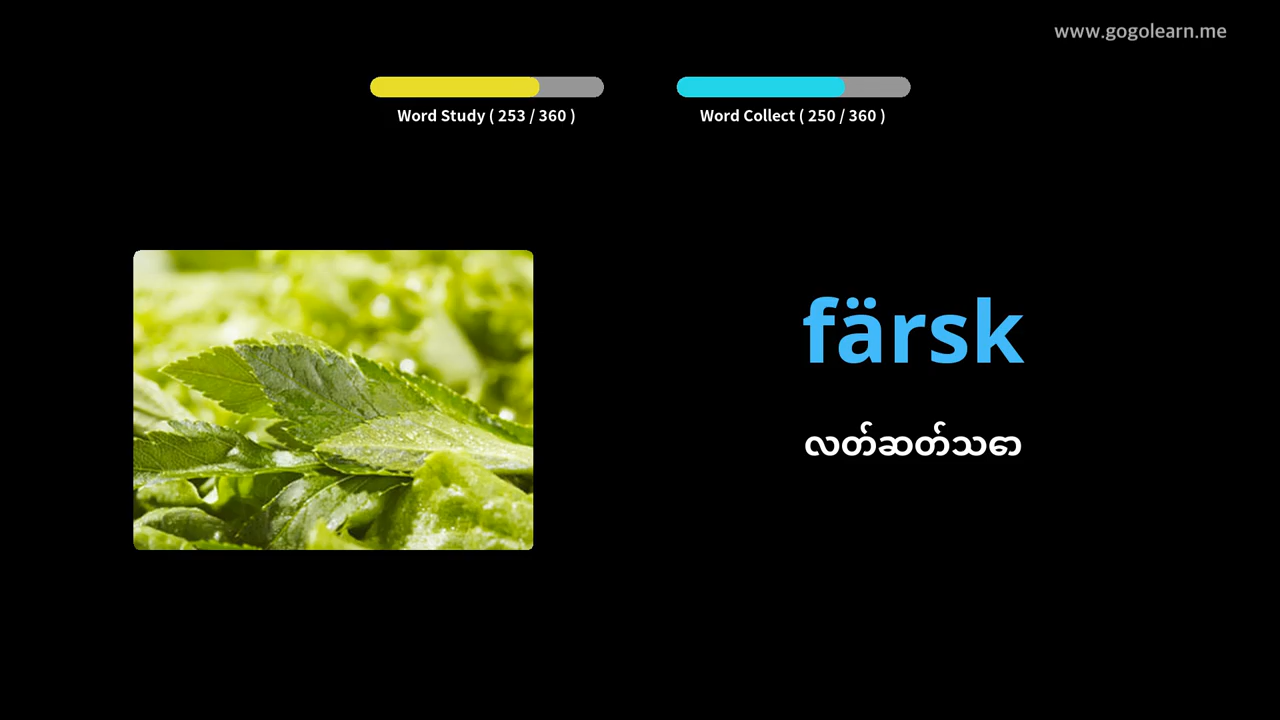 www.gogolearn.me
Word Study ( 253 / 360 )
Word Collect ( 250 / 360 )
färsk
လတ်ဆတ်သော